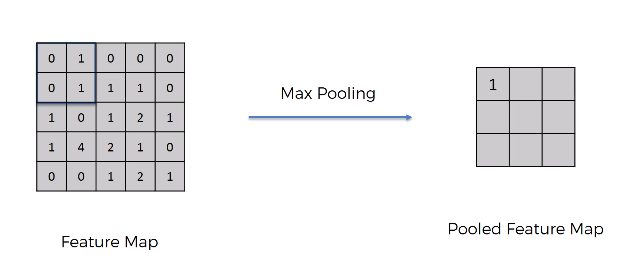 0 1 0 0 0
0 1 1 1 0
1 0 1 2 1
1 4 2 1 0
0 0 1 2 1
Feature Map
Max Pooling
1
Pooled Feature Map